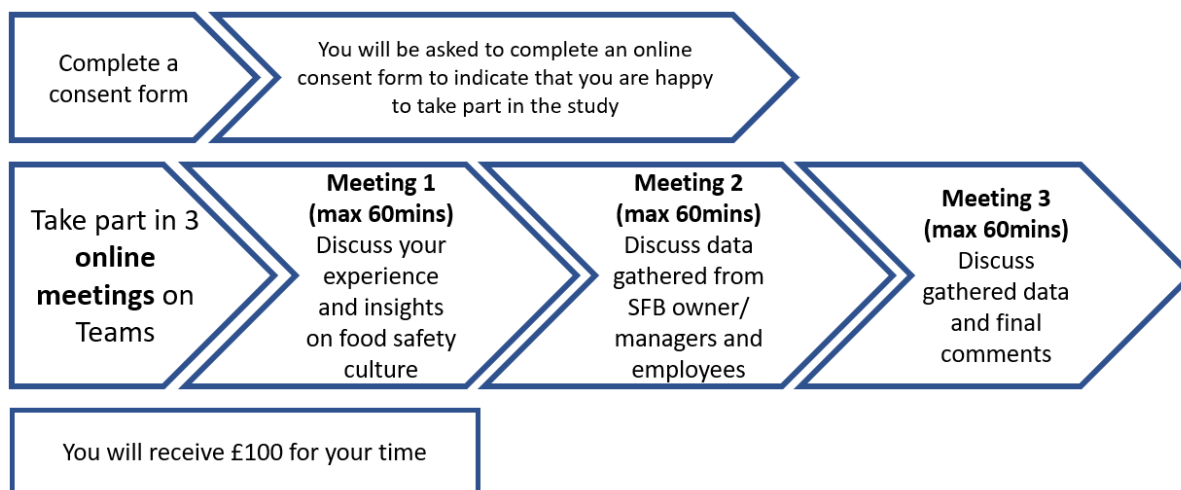 Complete a
consent form
You will be asked to complete an online
consent form to indicate that you are happy
to take part in the study
Take part in 3
online
meetings on
Teams
Meeting 1
(max 60mins)
Discuss your
experience
and insights
on food safety
culture
Meeting 2
(max 60mins)
Discuss data
gathered from
SFB owner/
managers and
employees
Meeting 3
(max 60mins)
Discuss
gathered data
and final
comments
You will receive £100 for your time